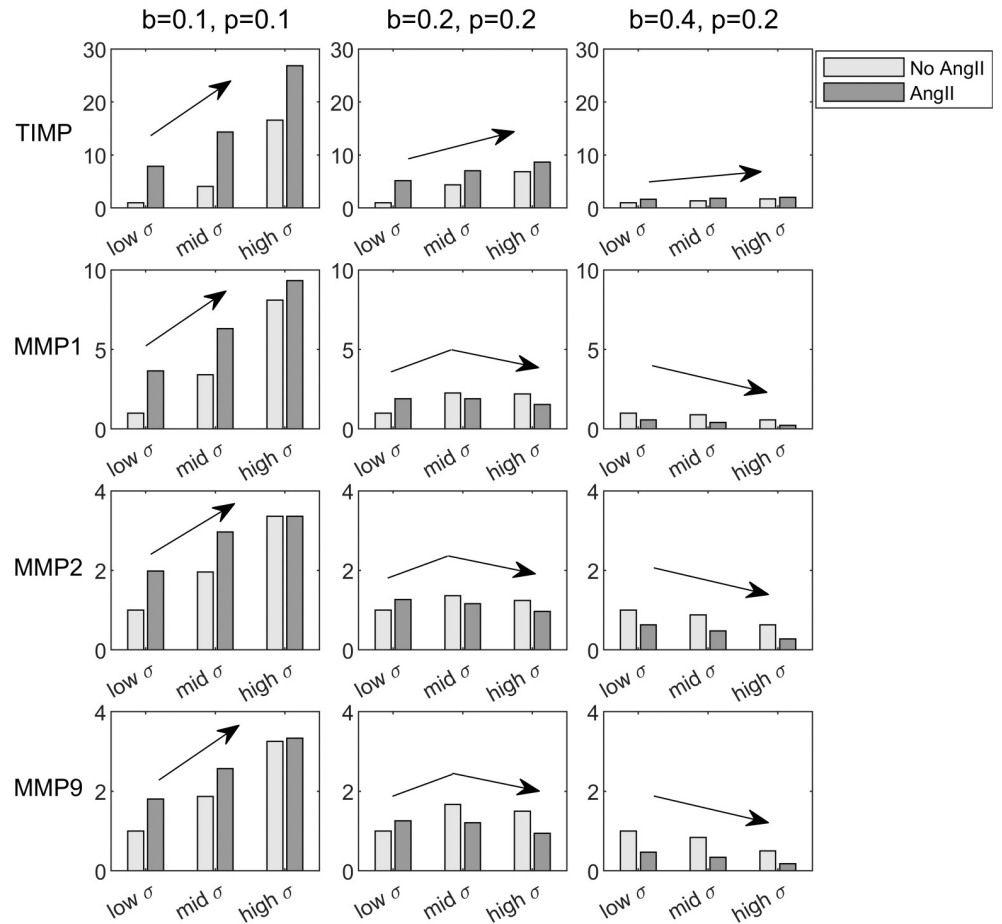 b=0.1, p=0.1 b=0.2, p=0.2 b=0.4, p=0.2
No AngII
AngII
TIMP
30 30 30
20 20 20
10 10 10
0 0 0
low σ mid σ high σ low σ mid σ high σ low σ mid σ high σ
MMP1
10 10 10
5 5 5
0 0 0
low σ mid σ high σ low σ mid σ high σ low σ mid σ high σ
MMP2
4 4 4
2 2 2
0 0 0
low σ mid σ high σ low σ mid σ high σ low σ mid σ high σ
MMP9
4 4 4
2 2 2
0 0 0
low σ mid σ high σ low σ mid σ high σ low σ mid σ high σ